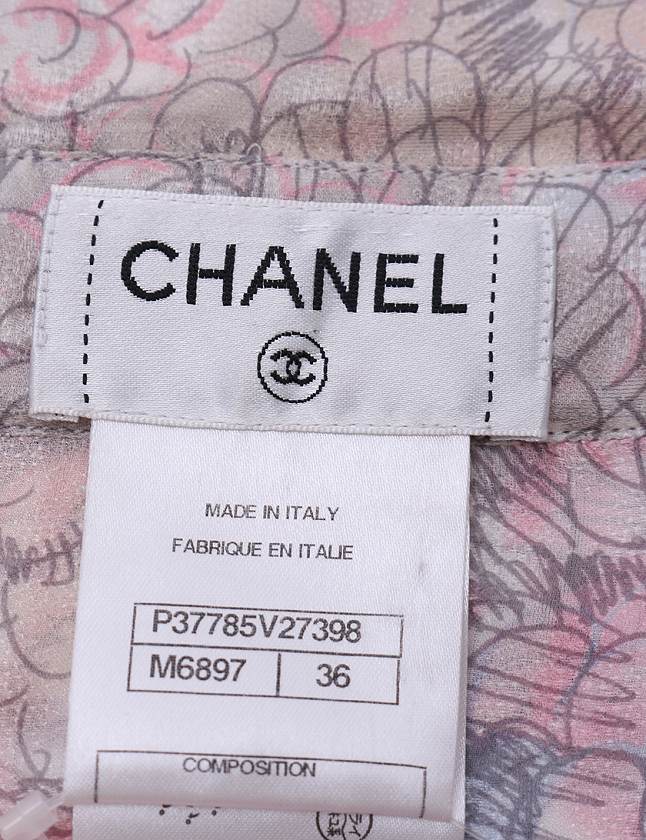 CHANEL
MADE IN ITALY
FABRIQUE EN ITALIE
P37785V27398
M6897 36
COMPOSITION